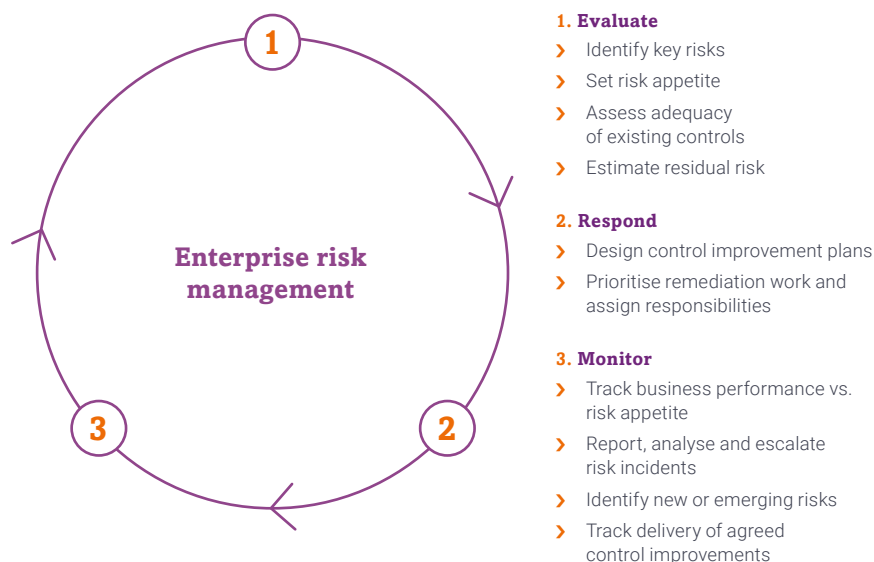 1
Enterprise risk
management
3
2
1. Evaluate
› Identify key risks
› Set risk appetite
› Assess adequacy
of existing controls
› Estimate residual risk
2. Respond
› Design control improvement plans
› Prioritise remediation work and
assign responsibilities
3. Monitor
› Track business performance vs.
risk appetite
› Report, analyse and escalate
risk incidents
› Identify new or emerging risks
› Track delivery of agreed
control improvements